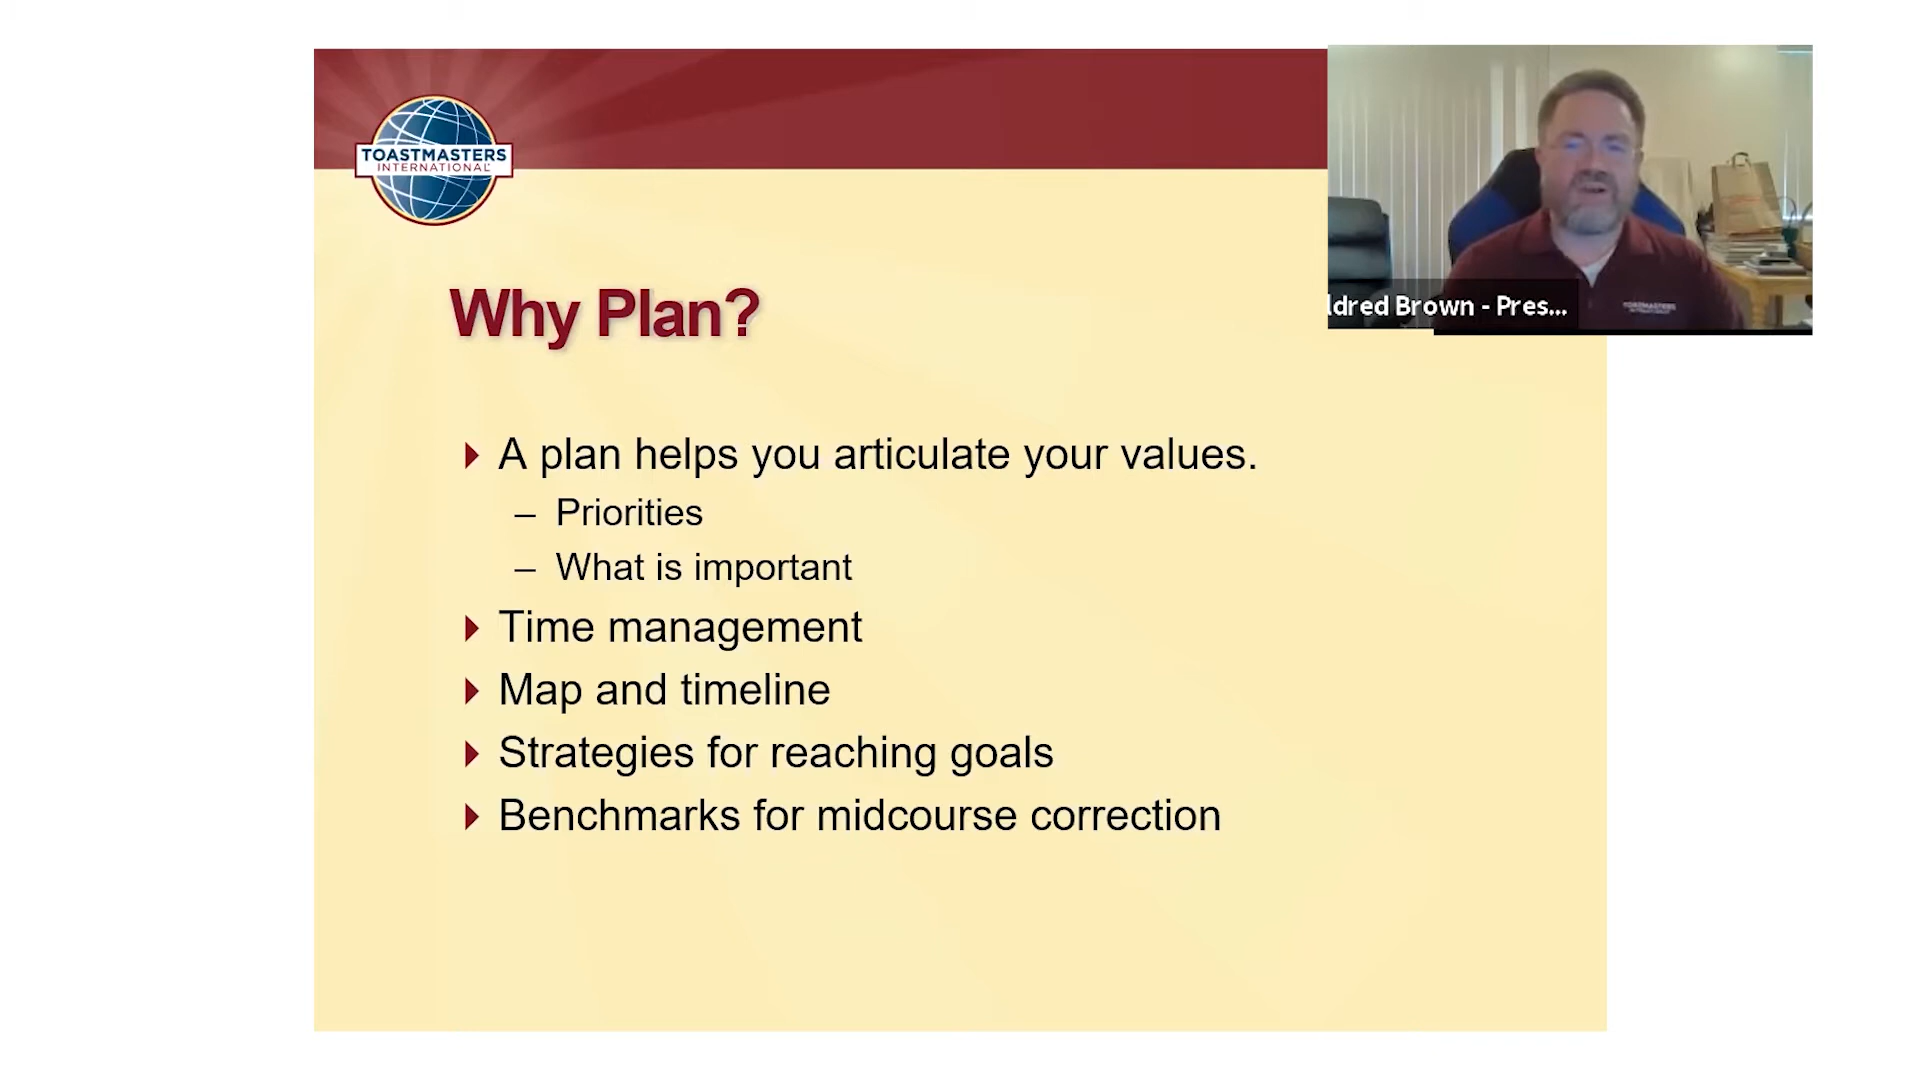 TOASTMASTERS
INTERNATIONAL
ldred Brown - Pres...
TOASTMASTERS
Why Plan?
A plan helps you articulate your values.
– Priorities
– What is important
Time management
Map and timeline
Strategies for reaching goals
Benchmarks for midcourse correction